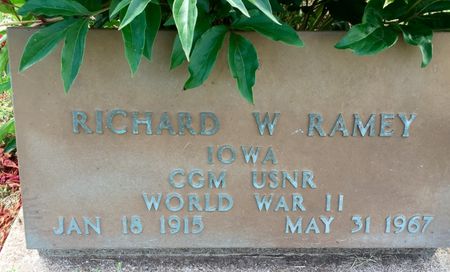 RICHARD W RAMEY
IOWA
CGM USNR
WORLD WAR II
JAN 18 1915 MAY 31 1967